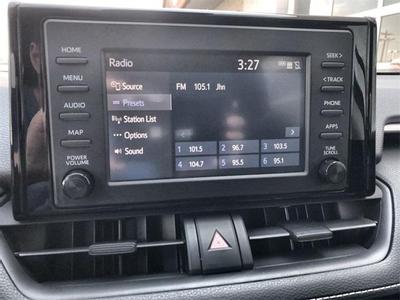 Radio 3:27
HOME
MENU
AUDIO
MAP
POWER VOLUME
Source
Presets
Station List
Options
Sound
FM 105.1 Jhn
1 101.5 2 96.7 3 103.5
4 104.7 5 95.5 6 95.1
SEEK>
<TRACK
PHONE
APPS
TUNE SCROLL